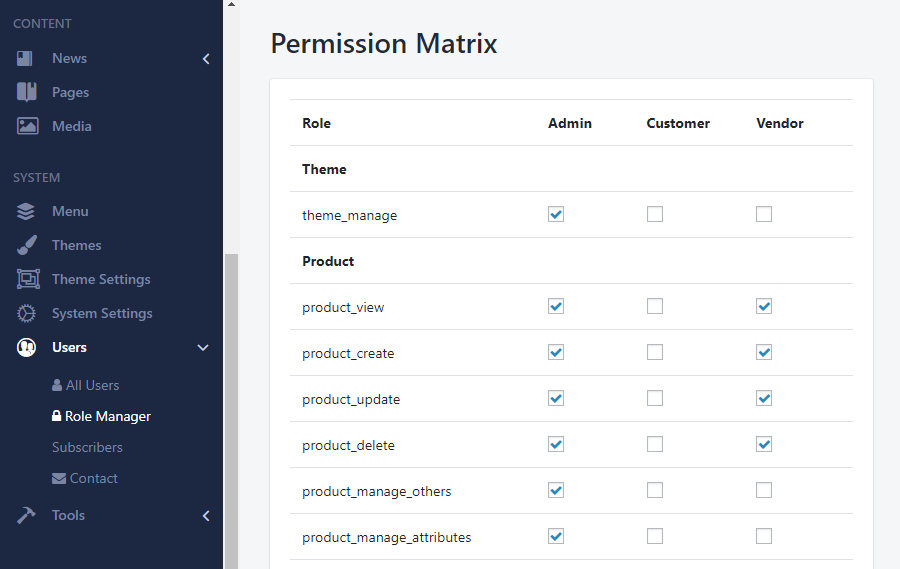 CONTENT
News
Pages
Media
SYSTEM
Menu
Themes
Theme Settings
System Settings
Users
All Users
Role Manager
Subscribers
Contact
Tools
Permission Matrix
Role Admin Customer Vendor
Theme
theme_manage
Product
product_view
product_create
product_update
product_delete
product_manage_others
product_manage_attributes